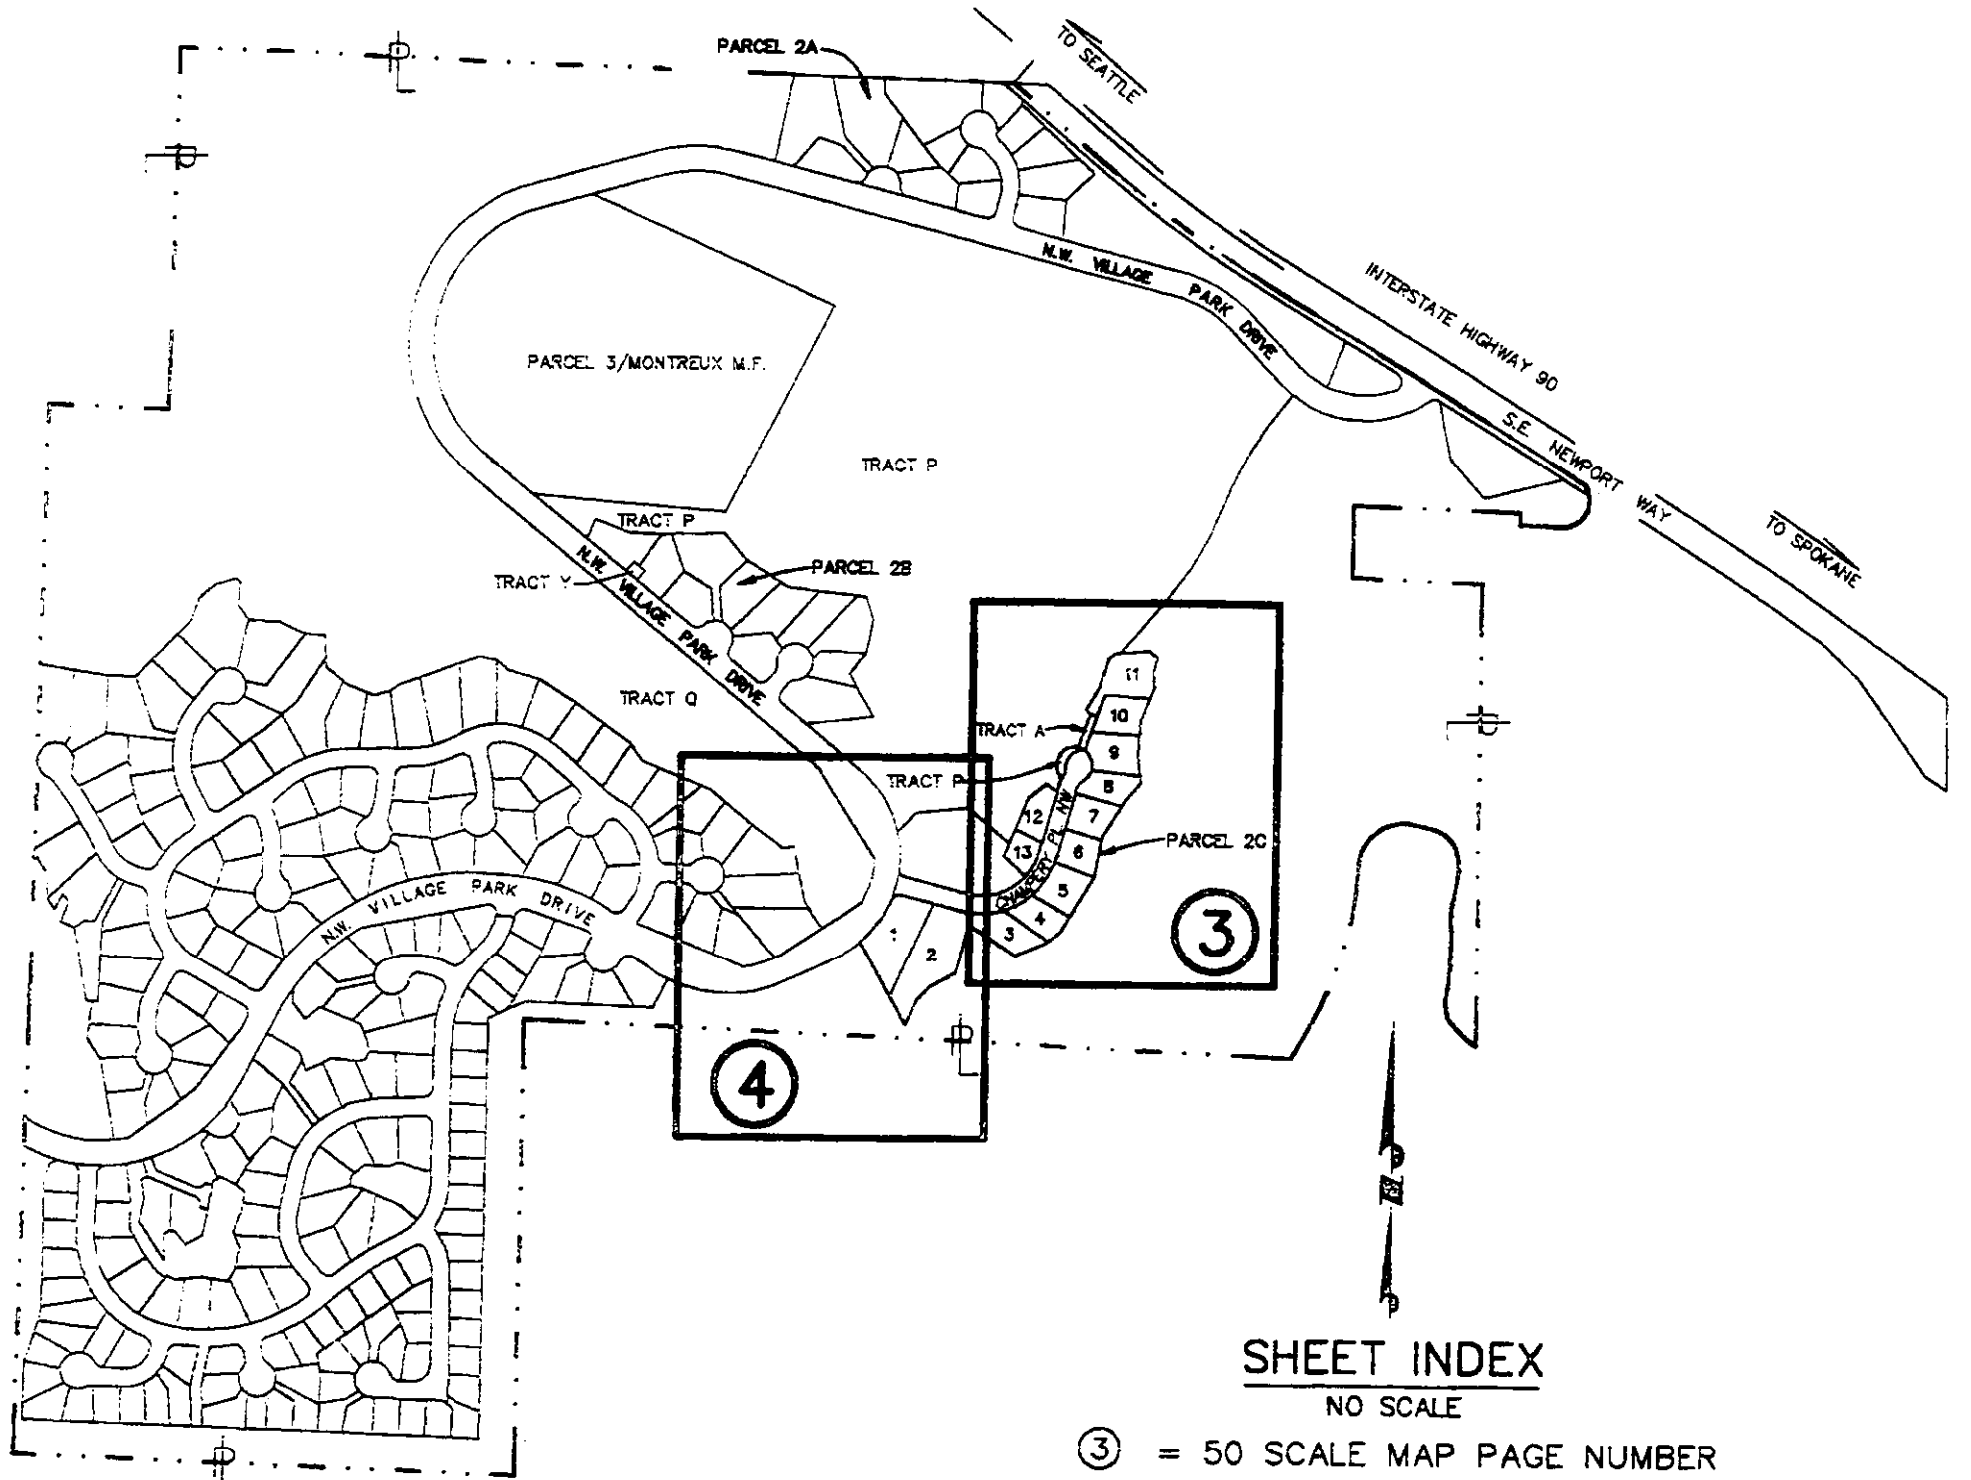 PARCEL 2A
TO SEATTLE
INTERSTATE HIGHWAY 90
S.E. NEWPORT WAY
TO SPOKANE
N.W. VILLAGE PARK DRIVE
PARCEL 3/MONTREUX M.F.
TRACT P
TRACT P
N.W. VILLAGE PARK DRIVE
TRACT Y
PARCEL 2B
TRACT Q
TRACT A
TRACT P
11
10
9
8
7
6
5
4
3
12
13
CHAMPERY PL. NW
PARCEL 2C
3
1
2
N.W. VILLAGE PARK DRIVE
4
SHEET INDEX
NO SCALE
3 = 50 SCALE MAP PAGE NUMBER